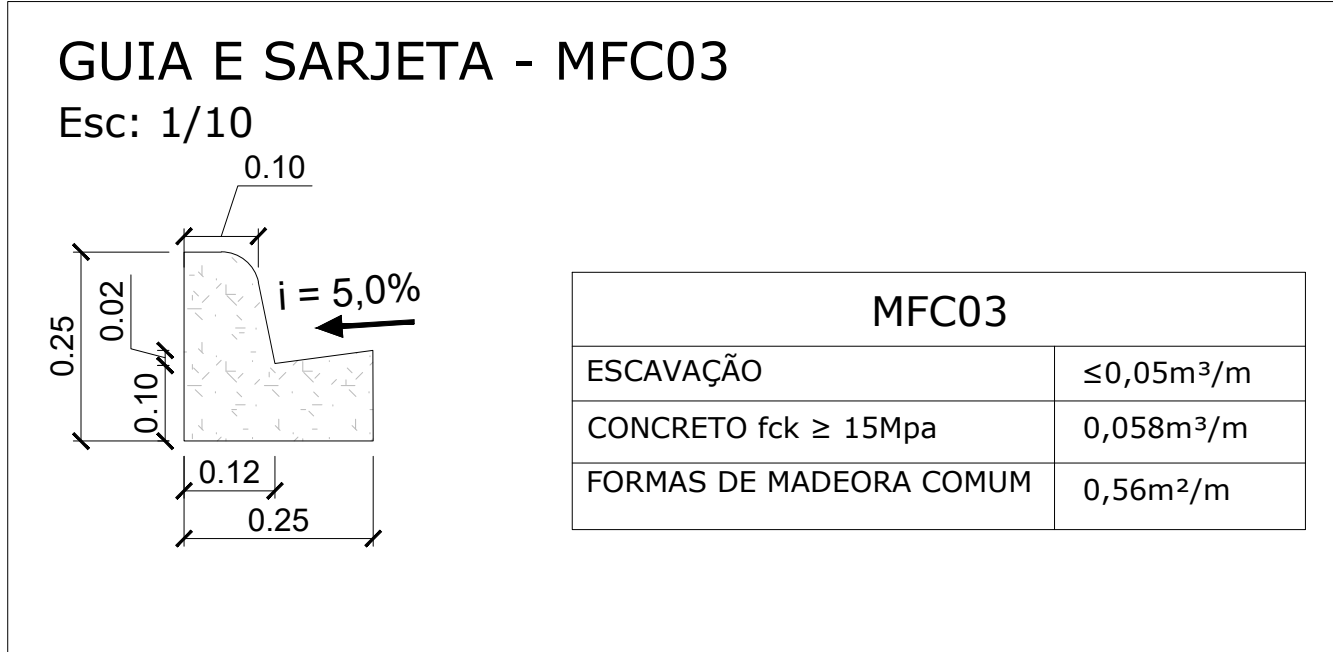 GUIA E SARJETA - MFC03
Esc: 1/10
0.10
i = 5,0%
0.02
0.25
0.10
0.12
0.25
MFC03
ESCAVAÇÃO ≤0,05m³/m
CONCRETO fck ≥ 15Mpa 0,058m³/m
FORMAS DE MADEORA COMUM 0,56m²/m